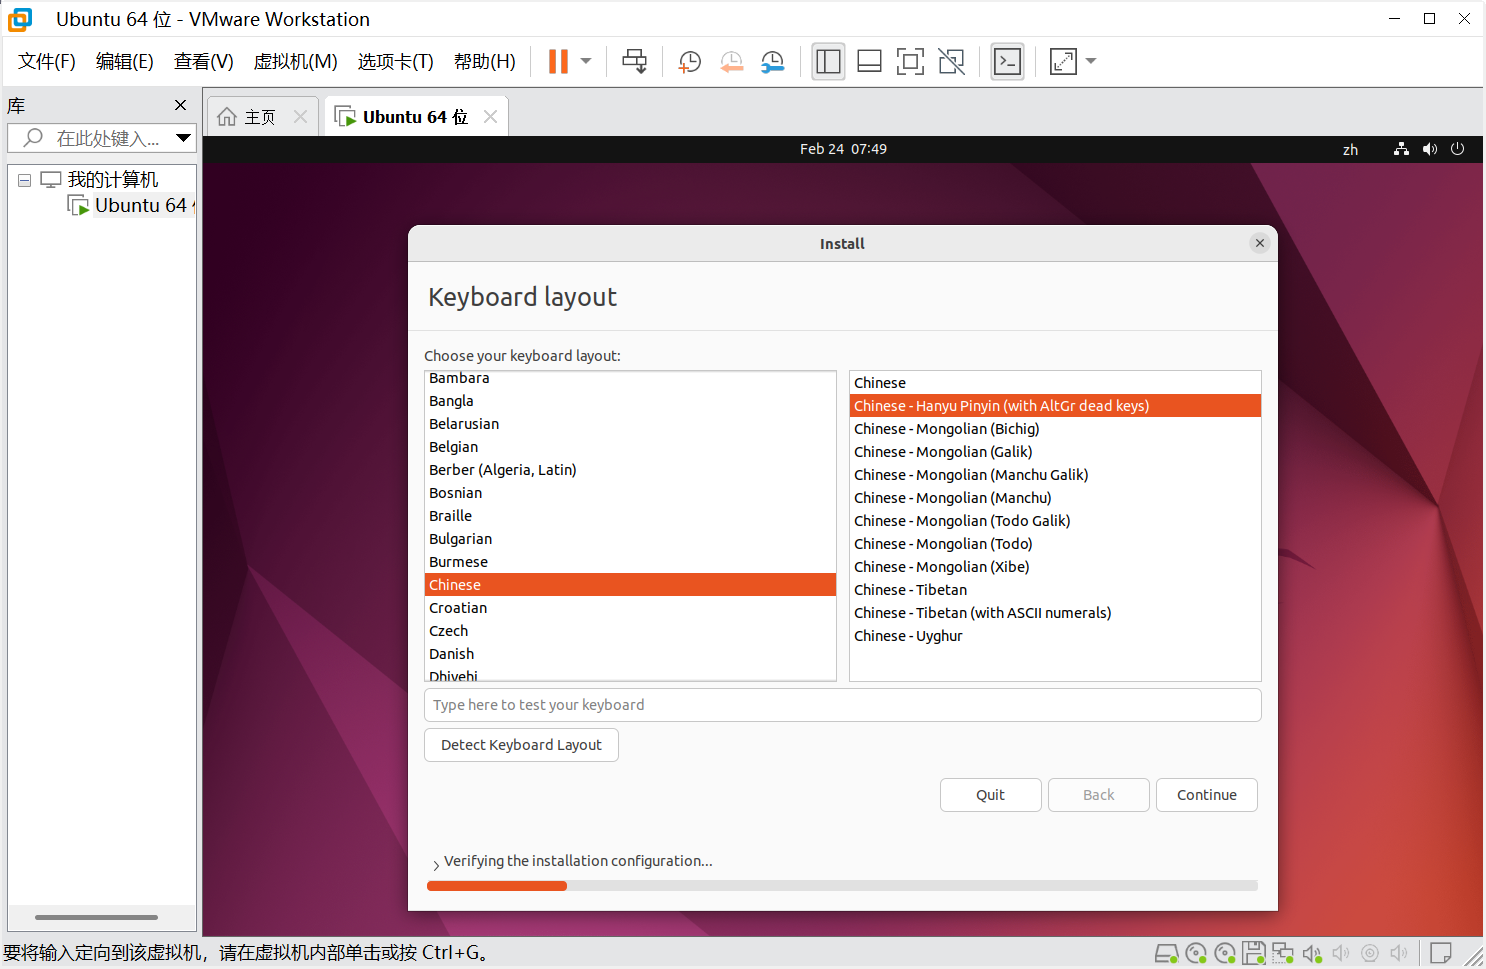 Ubuntu 64 位 - VMware Workstation
文件(F) 编辑(E) 查看(V) 虚拟机(M) 选项卡(T) 帮助(H)
库
在此处键入...
我的计算机
Ubuntu 64
主页
Ubuntu 64 位
Feb 24 07:49
zh
Install
Keyboard layout
Choose your keyboard layout:
Bambara
Bangla
Belarusian
Belgian
Berber (Algeria, Latin)
Bosnian
Braille
Bulgarian
Burmese
Chinese
Croatian
Czech
Danish
Dhivehi
Chinese
Chinese - Hanyu Pinyin (with AltGr dead keys)
Chinese - Mongolian (Bichig)
Chinese - Mongolian (Galik)
Chinese - Mongolian (Manchu Galik)
Chinese - Mongolian (Manchu)
Chinese - Mongolian (Todo Galik)
Chinese - Mongolian (Todo)
Chinese - Mongolian (Xibe)
Chinese - Tibetan
Chinese - Tibetan (with ASCII numerals)
Chinese - Uyghur
Type here to test your keyboard
Detect Keyboard Layout
Quit
Back
Continue
Verifying the installation configuration...
要将输入定向到该虚拟机，请在虚拟机内部单击或按 Ctrl+G。